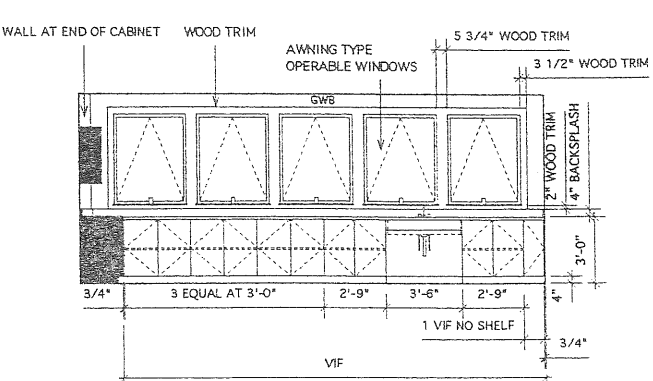 WALL AT END OF CABINET
WOOD TRIM
5 3/4" WOOD TRIM
AWNING TYPE
OPERABLE WINDOWS
3 1/2" WOOD TRIM
GWB
2" WOOD TRIM
4" BACKSPLASH
3'-0"
3/4"
3 EQUAL AT 3'-0"
2'-9"
3'-6"
2'-9"
4"
1 VIF NO SHELF
3/4"
VIF